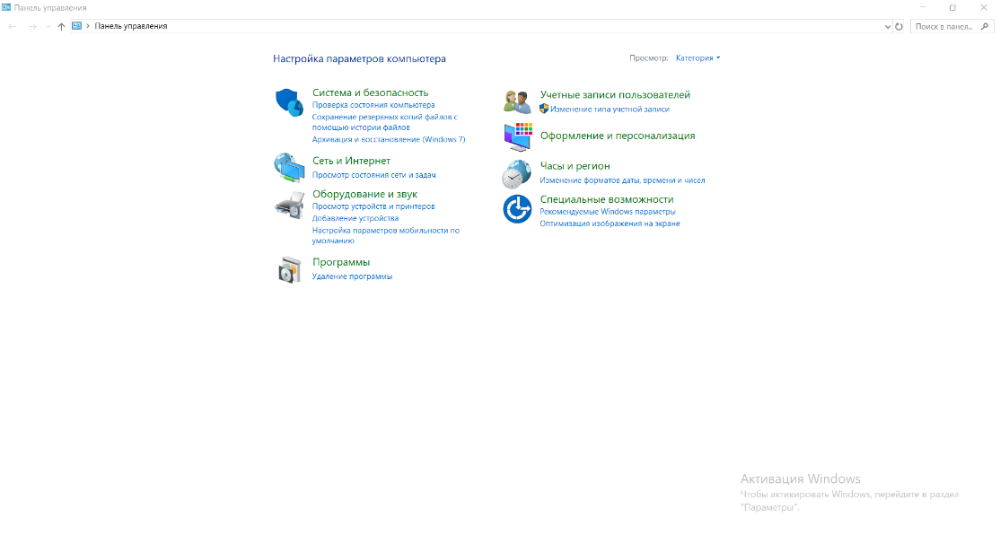 Панель управления
Панель управления
Поиск в панел...
Настройка параметров компьютера
Просмотр:
Категория
Система и безопасность
Проверка состояния компьютера
Сохранение резервных копий файлов с
помощью истории файлов
Архивация и восстановление (Windows 7)
Сеть и Интернет
Просмотр состояния сети и задач
Оборудование и звук
Просмотр устройств и принтеров
Добавление устройства
Настройка параметров мобильности по
умолчанию
Программы
Удаление программы
Учетные записи пользователей
Изменение типа учетной записи
Оформление и персонализация
Часы и регион
Изменение форматов даты, времени и чисел
Специальные возможности
Рекомендуемые Windows параметры
Оптимизация изображения на экране
Активация Windows
Чтобы активировать Windows, перейдите в раздел
"Параметры".